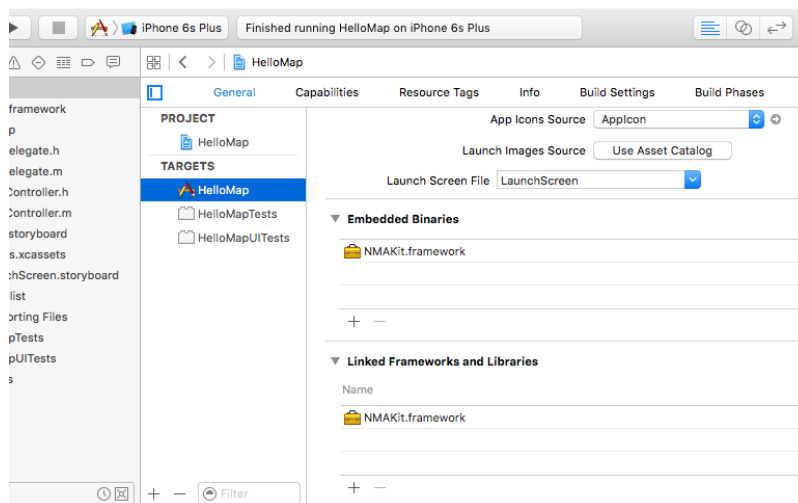 iPhone 6s Plus
Finished running HelloMap on iPhone 6s Plus
HelloMap
General
Capabilities
Resource Tags
Info
Build Settings
Build Phases
framework
p
elegate.h
elegate.m
Controller.h
Controller.m
storyboard
s.xcassets
chScreen.storyboard
list
orting Files
pTests
pUITests
s
PROJECT
HelloMap
TARGETS
HelloMap
HelloMapTests
HelloMapUITests
Filter
App Icons Source
AppIcon
Launch Images Source
Use Asset Catalog
Launch Screen File
LaunchScreen
Embedded Binaries
NMAKit.framework
Linked Frameworks and Libraries
Name
NMAKit.framework